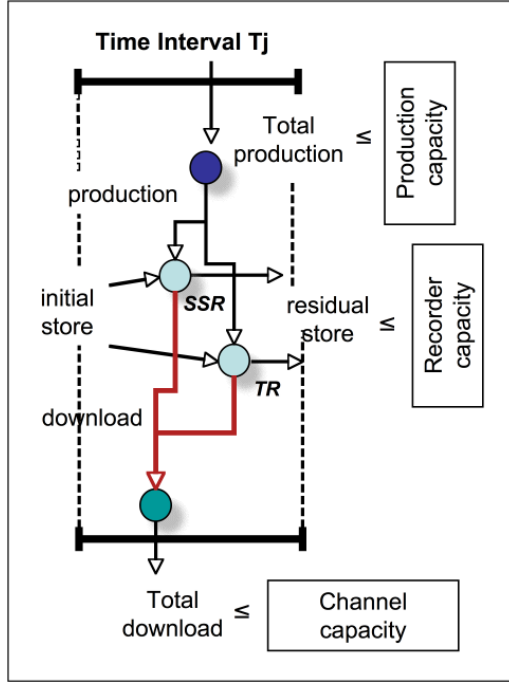 Time Interval Tj
Total
production
≤
Production
capacity
production
initial
store
SSR
residual
store
≤
Recorder
capacity
TR
download
Total
download
≤
Channel
capacity